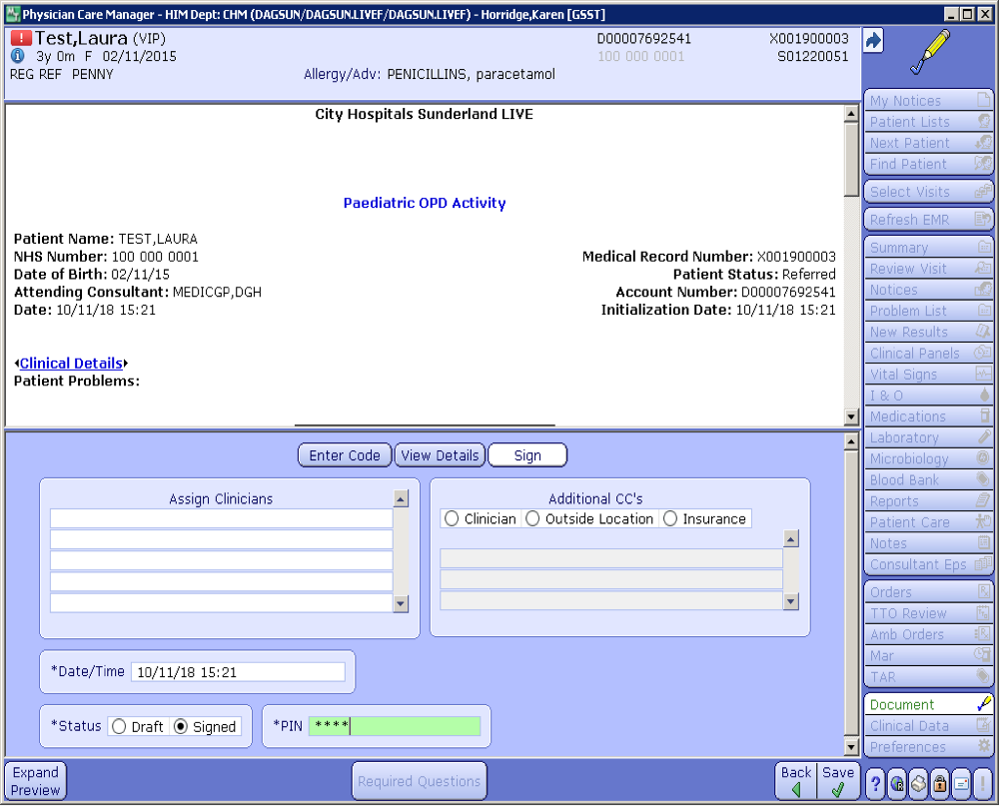 Physician Care Manager - HIM Dept: CHM (DAGSUN/DAGSUN.LIVEF/DAGSUN.LIVEF) - Horridge,Karen [GSST]
Test,Laura (VIP)
D00007692541
X001900003
3y 0m F 02/11/2015
100 000 0001
S01220051
REG REF PENNY
Allergy/Adv: PENICILLINS, paracetamol
City Hospitals Sunderland LIVE
Paediatric OPD Activity
Patient Name: TEST,LAURA
NHS Number: 100 000 0001
Medical Record Number: X001900003
Date of Birth: 02/11/15
Patient Status: Referred
Attending Consultant: MEDICGP,DGH
Account Number: D00007692541
Date: 10/11/18 15:21
Initialization Date: 10/11/18 15:21
Clinical Details
Patient Problems:
Enter Code
View Details
Sign
Assign Clinicians
Additional CC's
Clinician
Outside Location
Insurance
*Date/Time 10/11/18 15:21
*Status
Draft
Signed
*PIN ****
Expand Preview
Required Questions
Back
Save
My Notices
Patient Lists
Next Patient
Find Patient
Select Visits
Refresh EMR
Summary
Review Visit
Notices
Problem List
New Results
Clinical Panels
Vital Signs
I & O
Medications
Laboratory
Microbiology
Blood Bank
Reports
Patient Care
Notes
Consultant Eps
Orders
TTO Review
Amb Orders
Mar
TAR
Document
Clinical Data
Preferences